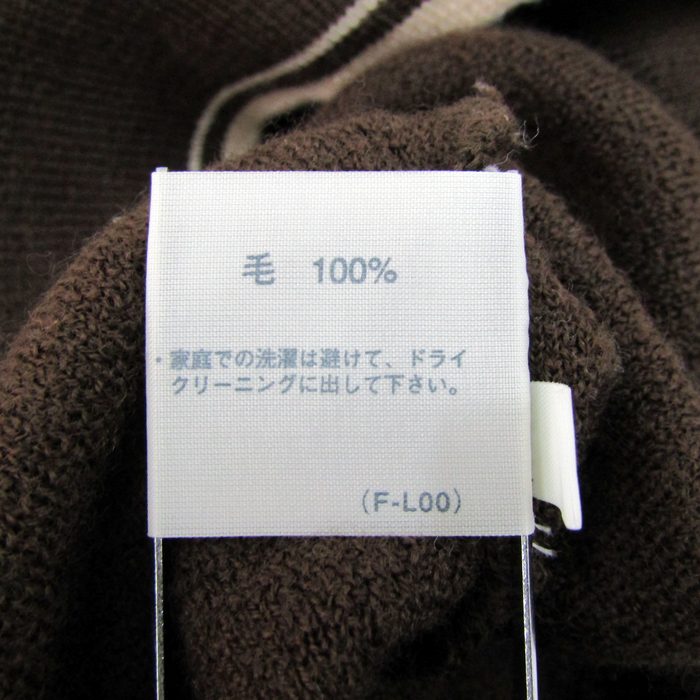 毛 100%
・家庭での洗濯は避けて、ドライ
クリーニングに出して下さい。
(F-L00)